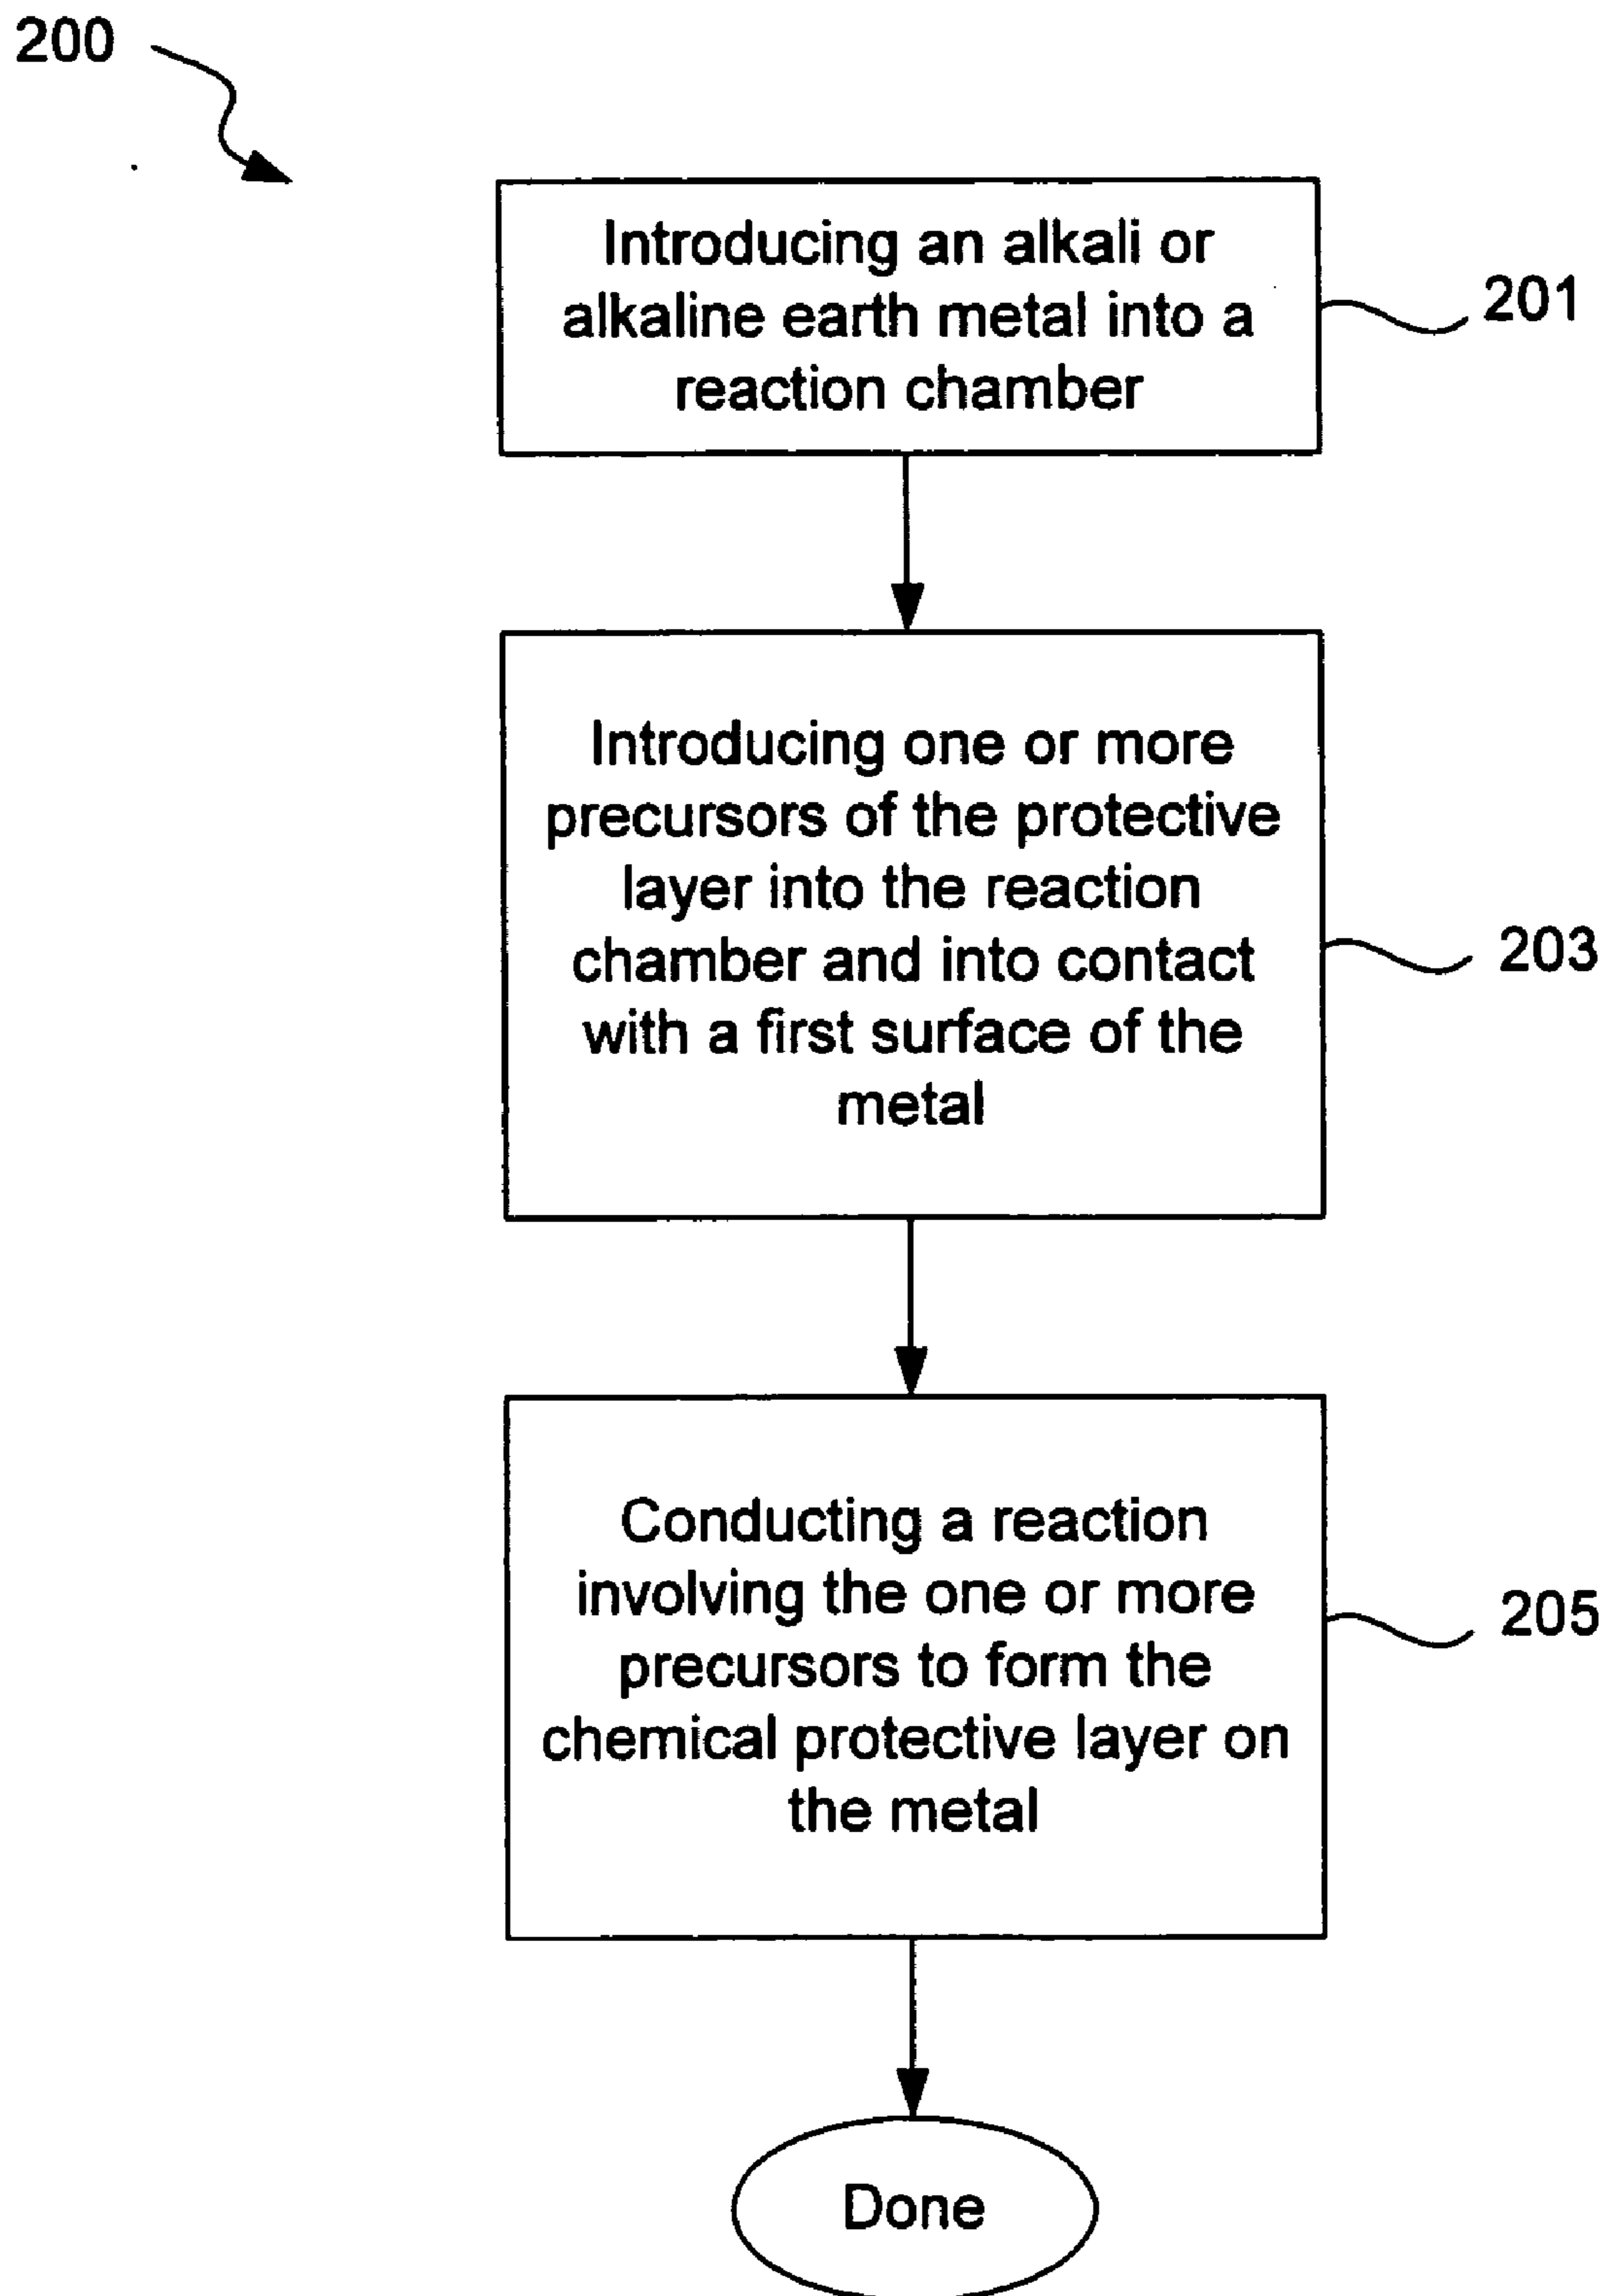 200
Introducing an alkali or
alkaline earth metal into a
reaction chamber
201
Introducing one or more
precursors of the protective
layer into the reaction
chamber and into contact
with a first surface of the
metal
203
Conducting a reaction
involving the one or more
precursors to form the
chemical protective layer on
the metal
205
Done